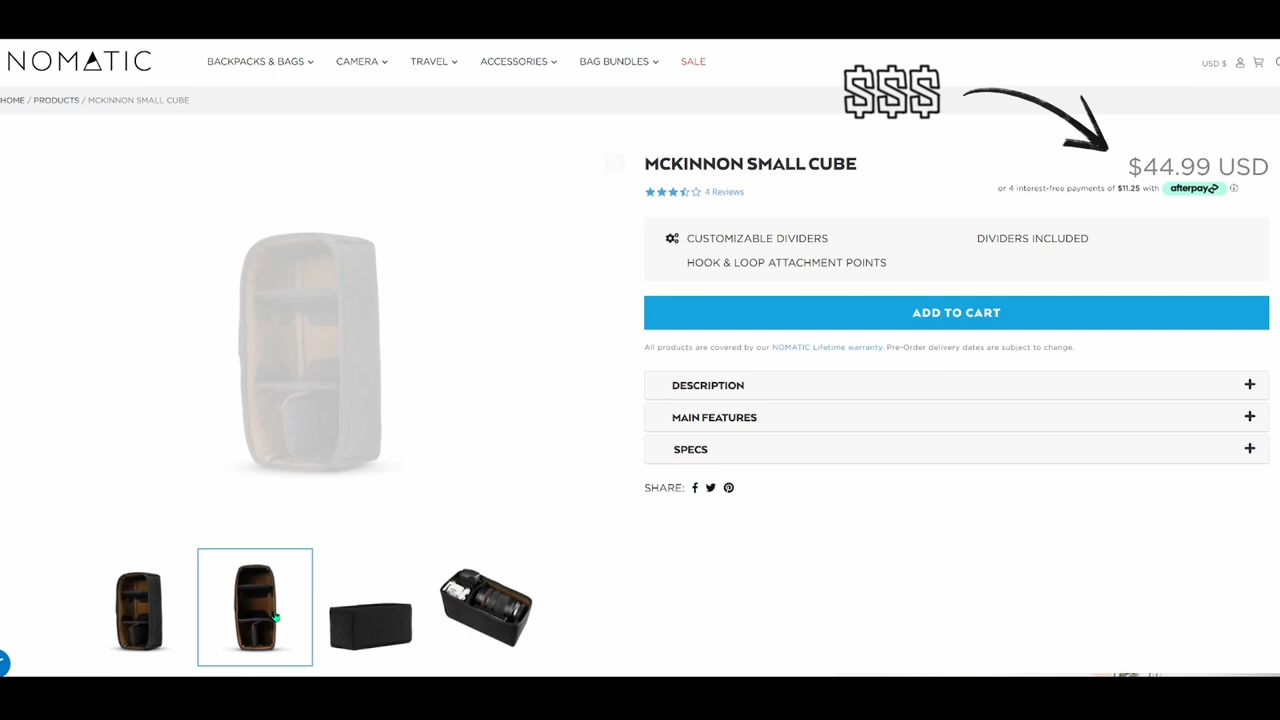 NOMATIC
BACKPACKS & BAGS CAMERA TRAVEL ACCESSORIES BAG BUNDLES SALE
USD $
$$$
HOME / PRODUCTS / MCKINNON SMALL CUBE
MCKINNON SMALL CUBE
$44.99 USD
4 Reviews
or 4 interest-free payments of $11.25 with afterpay
CUSTOMIZABLE DIVIDERS
DIVIDERS INCLUDED
HOOK & LOOP ATTACHMENT POINTS
ADD TO CART
All products are covered by our NOMATIC Lifetime warranty. Pre-Order delivery dates are subject to change.
DESCRIPTION +
MAIN FEATURES +
SPECS +
SHARE: